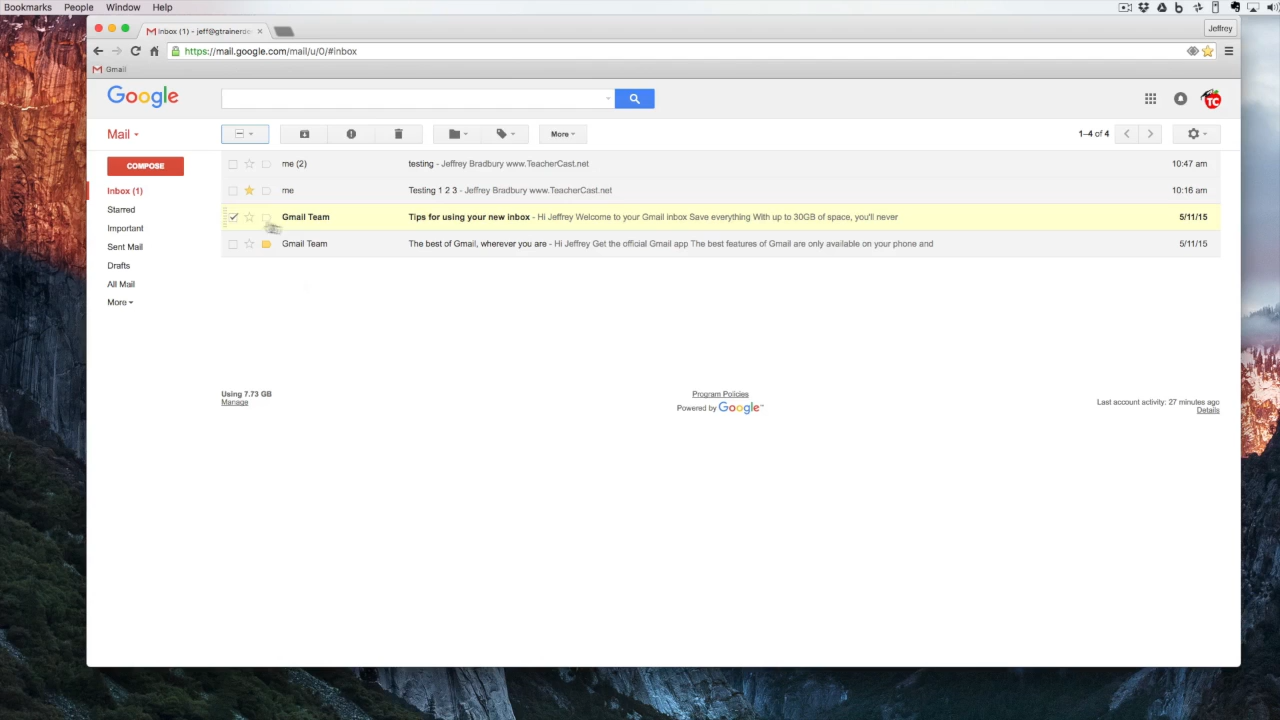 Bookmarks People Window Help
Inbox (1) - jeff@gtrainerde
Jeffrey
https://mail.google.com/mail/u/0/#inbox
Gmail
Google
TC
Mail
More
1–4 of 4
COMPOSE
me (2) testing - Jeffrey Bradbury www.TeacherCast.net 10:47 am
Inbox (1)
me Testing 1 2 3 - Jeffrey Bradbury www.TeacherCast.net 10:16 am
Starred
Gmail Team Tips for using your new inbox - Hi Jeffrey Welcome to your Gmail inbox Save everything With up to 30GB of space, you'll never 5/11/15
Important
Gmail Team The best of Gmail, wherever you are - Hi Jeffrey Get the official Gmail app The best features of Gmail are only available on your phone and 5/11/15
Sent Mail
Drafts
All Mail
More
Using 7.73 GB
Manage
Program Policies
Powered by Google™
Last account activity: 27 minutes ago
Details